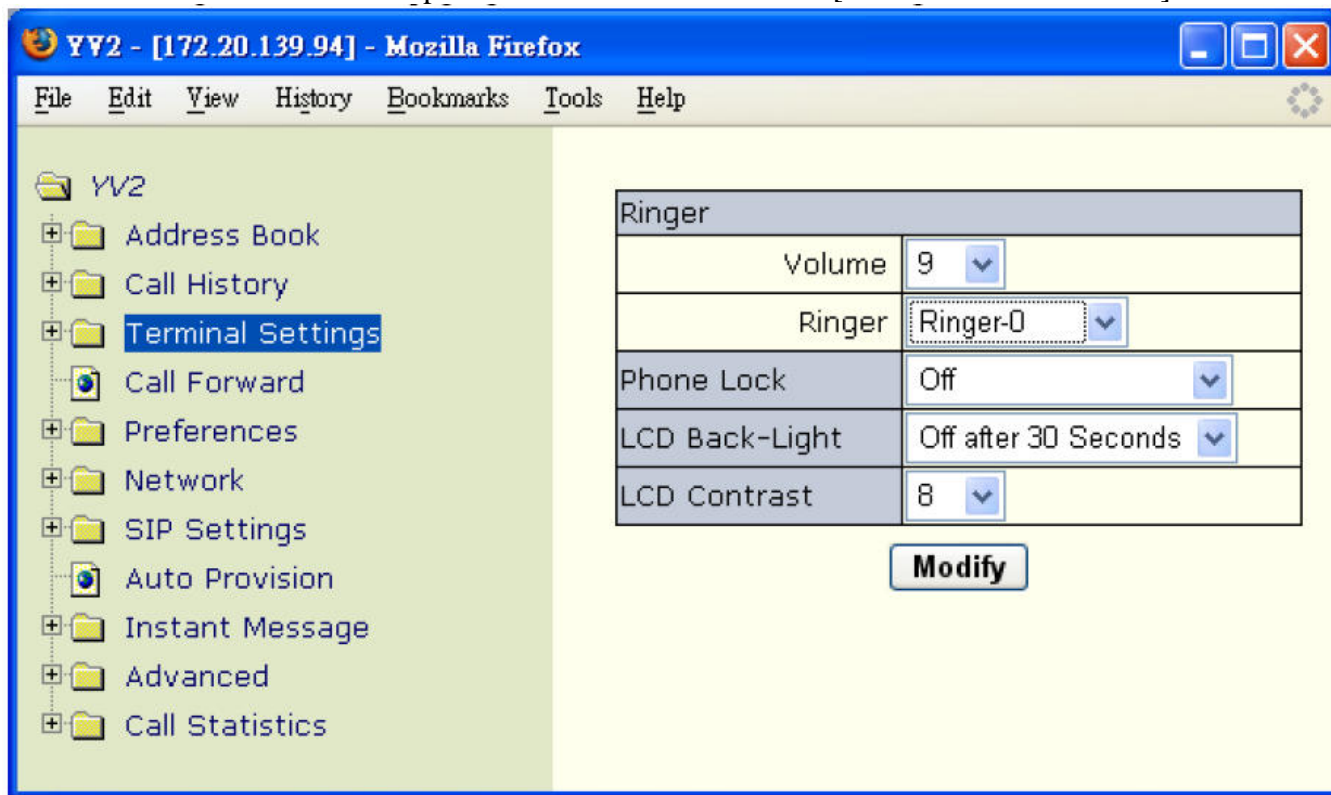 YV2 - [172.20.139.94] - Mozilla Firefox
File Edit View History Bookmarks Tools Help
YV2
Address Book
Call History
Terminal Settings
Call Forward
Preferences
Network
SIP Settings
Auto Provision
Instant Message
Advanced
Call Statistics
Ringer
Volume 9
Ringer Ringer-0
Phone Lock Off
LCD Back-Light Off after 30 Seconds
LCD Contrast 8
Modify